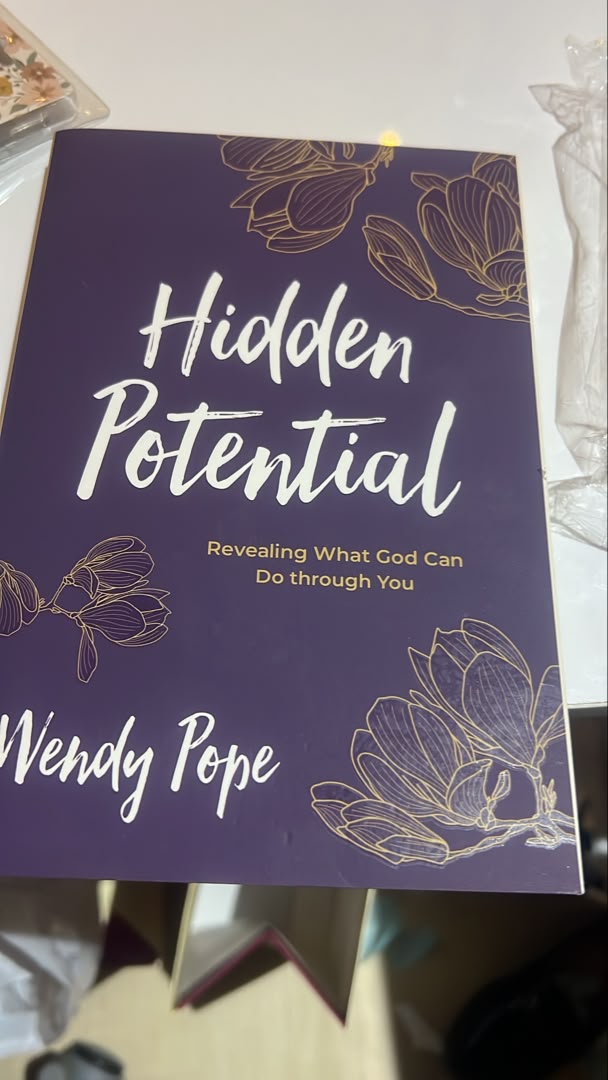 Hidden
Potential
Revealing What God Can
Do through You
Wendy Pope